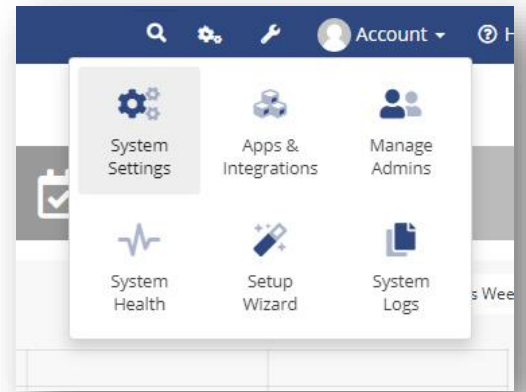 Account
H
System
Settings
Apps &
Integrations
Manage
Admins
System
Health
Setup
Wizard
System
Logs
s Wee